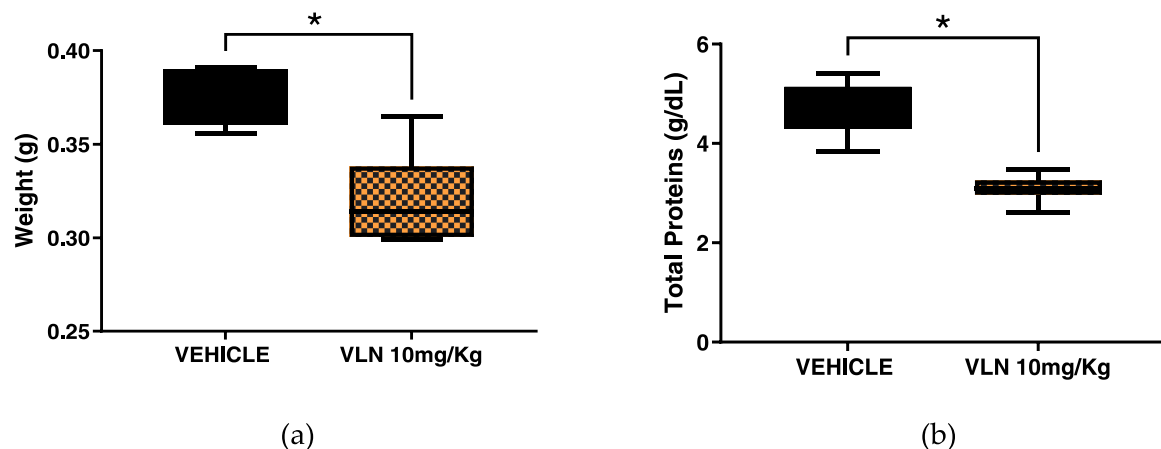 *
0.40
0.35
0.30
0.25
Weight (g)
VEHICLE VLN 10mg/Kg
(a)
*
6
4
2
0
Total Proteins (g/dL)
VEHICLE VLN 10mg/Kg
(b)